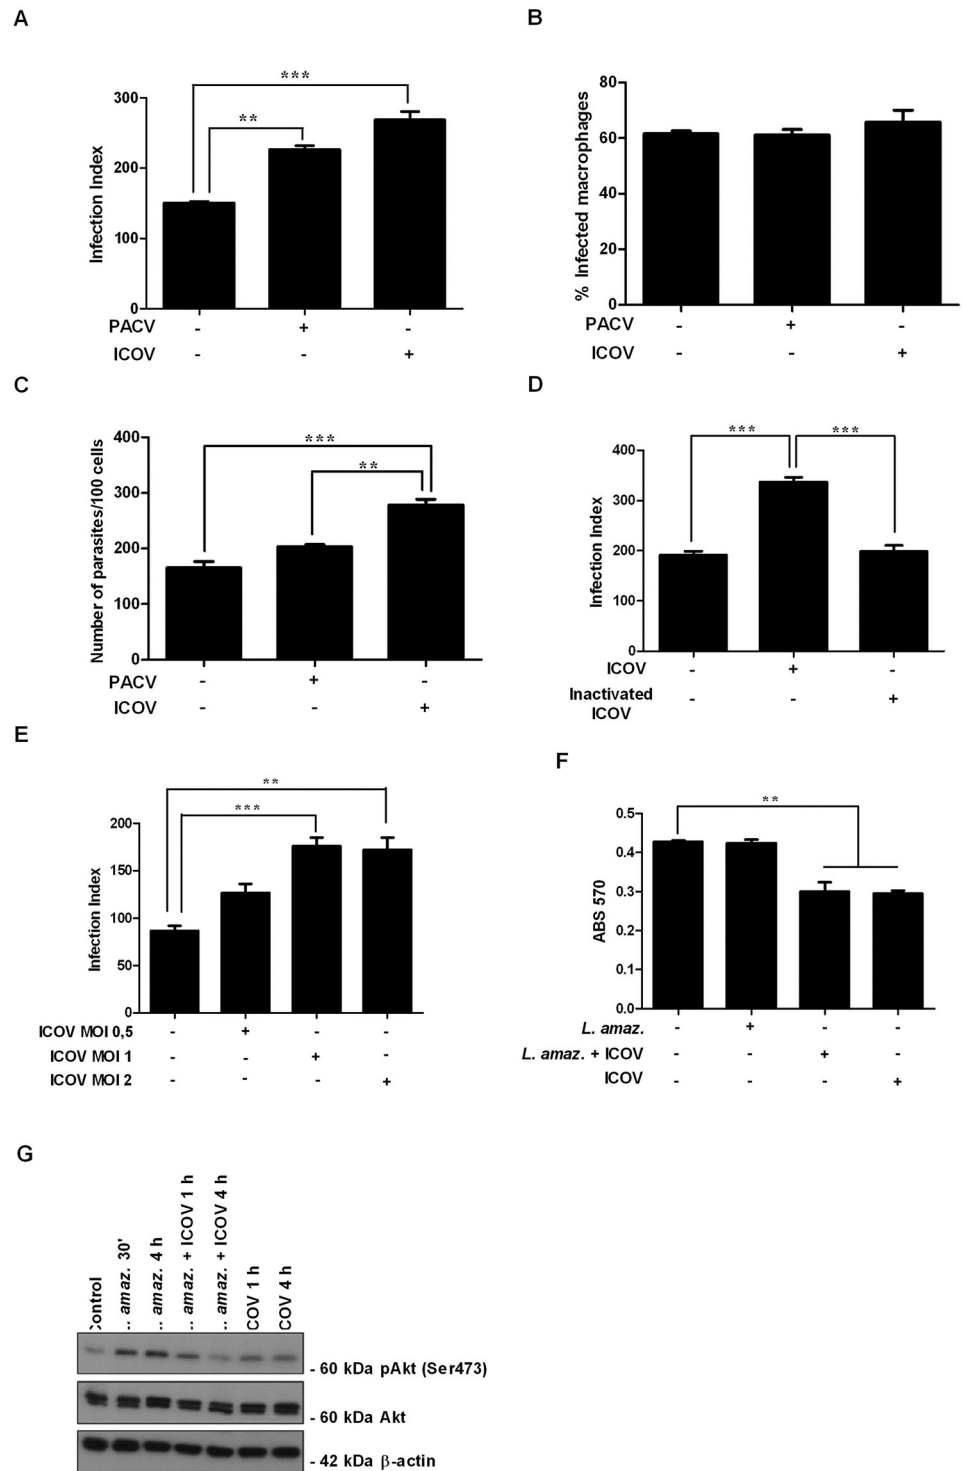 A
Infection Index
300
200
100
0
**
***
PACV - + -
ICOV - - +
B
% Infected macrophages
80
60
40
20
0
PACV - + -
ICOV - - +
C
Number of parasites/100 cells
400
300
200
100
0
***
**
PACV - + -
ICOV - - +
D
Infection Index
400
300
200
100
0
*** ***
ICOV - + -
Inactivated
ICOV - - +
E
Infection Index
200
150
100
50
0
**
***
ICOV MOI 0,5 - + - -
ICOV MOI 1 - - + -
ICOV MOI 2 - - - +
F
ABS 570
0.5
0.4
0.3
0.2
0.1
0.0
**
L. amaz. - + - -
L. amaz. + ICOV - - + -
ICOV - - - +
G
ontrol
.. amaz. 30'
.. amaz. 4 h
.. amaz. + ICOV 1 h
.. amaz. + ICOV 4 h
COV 1 h
COV 4 h
- 60 kDa pAkt (Ser473)
- 60 kDa Akt
- 42 kDa β-actin